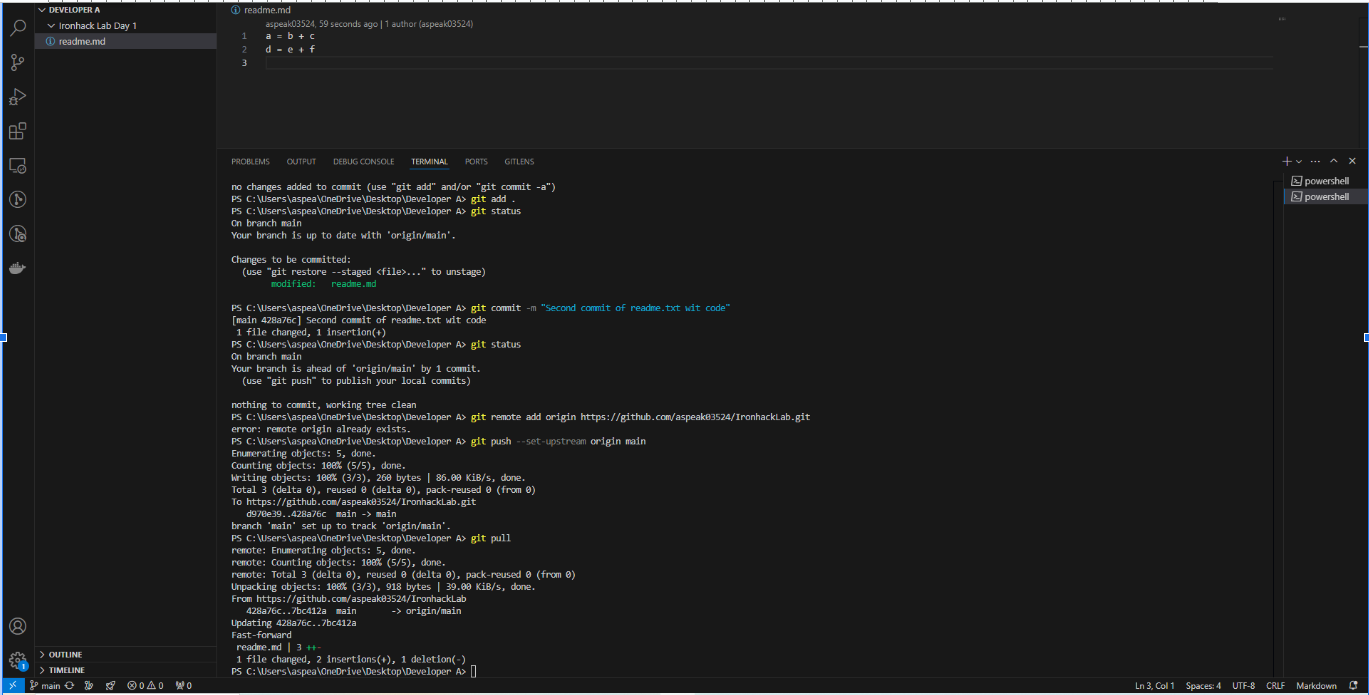 DEVELOPER A
Ironhack Lab Day 1
readme.md
readme.md
aspeak03524, 59 seconds ago | 1 author (aspeak03524)
1 a = b + c
2 d = e + f
3
PROBLEMS OUTPUT DEBUG CONSOLE TERMINAL PORTS GITLENS
powershell
powershell
no changes added to commit (use "git add" and/or "git commit -a")
PS C:\Users\aspea\OneDrive\Desktop\Developer A> git add .
PS C:\Users\aspea\OneDrive\Desktop\Developer A> git status
On branch main
Your branch is up to date with 'origin/main'.
Changes to be committed:
(use "git restore --staged <file>..." to unstage)
modified: readme.md
PS C:\Users\aspea\OneDrive\Desktop\Developer A> git commit -m "Second commit of readme.txt wit code"
[main 428a76c] Second commit of readme.txt wit code
1 file changed, 1 insertion(+)
PS C:\Users\aspea\OneDrive\Desktop\Developer A> git status
On branch main
Your branch is ahead of 'origin/main' by 1 commit.
(use "git push" to publish your local commits)
nothing to commit, working tree clean
PS C:\Users\aspea\OneDrive\Desktop\Developer A> git remote add origin https://github.com/aspeak03524/IronhackLab.git
error: remote origin already exists.
PS C:\Users\aspea\OneDrive\Desktop\Developer A> git push --set-upstream origin main
Enumerating objects: 5, done.
Counting objects: 100% (5/5), done.
Writing objects: 100% (3/3), 260 bytes | 86.00 KiB/s, done.
Total 3 (delta 0), reused 0 (delta 0), pack-reused 0 (from 0)
To https://github.com/aspeak03524/IronhackLab.git
d970e39..428a76c main -> main
branch 'main' set up to track 'origin/main'.
PS C:\Users\aspea\OneDrive\Desktop\Developer A> git pull
remote: Enumerating objects: 5, done.
remote: Counting objects: 100% (5/5), done.
remote: Total 3 (delta 0), reused 0 (delta 0), pack-reused 0 (from 0)
Unpacking objects: 100% (3/3), 918 bytes | 39.00 KiB/s, done.
From https://github.com/aspeak03524/IronhackLab
428a76c..7bc412a main -> origin/main
Updating 428a76c..7bc412a
Fast-forward
readme.md | 3 ++-
1 file changed, 2 insertions(+), 1 deletion(-)
PS C:\Users\aspea\OneDrive\Desktop\Developer A>
OUTLINE
TIMELINE
1
main 0 0 0 Ln 3, Col 1 Spaces: 4 UTF-8 CRLF Markdown